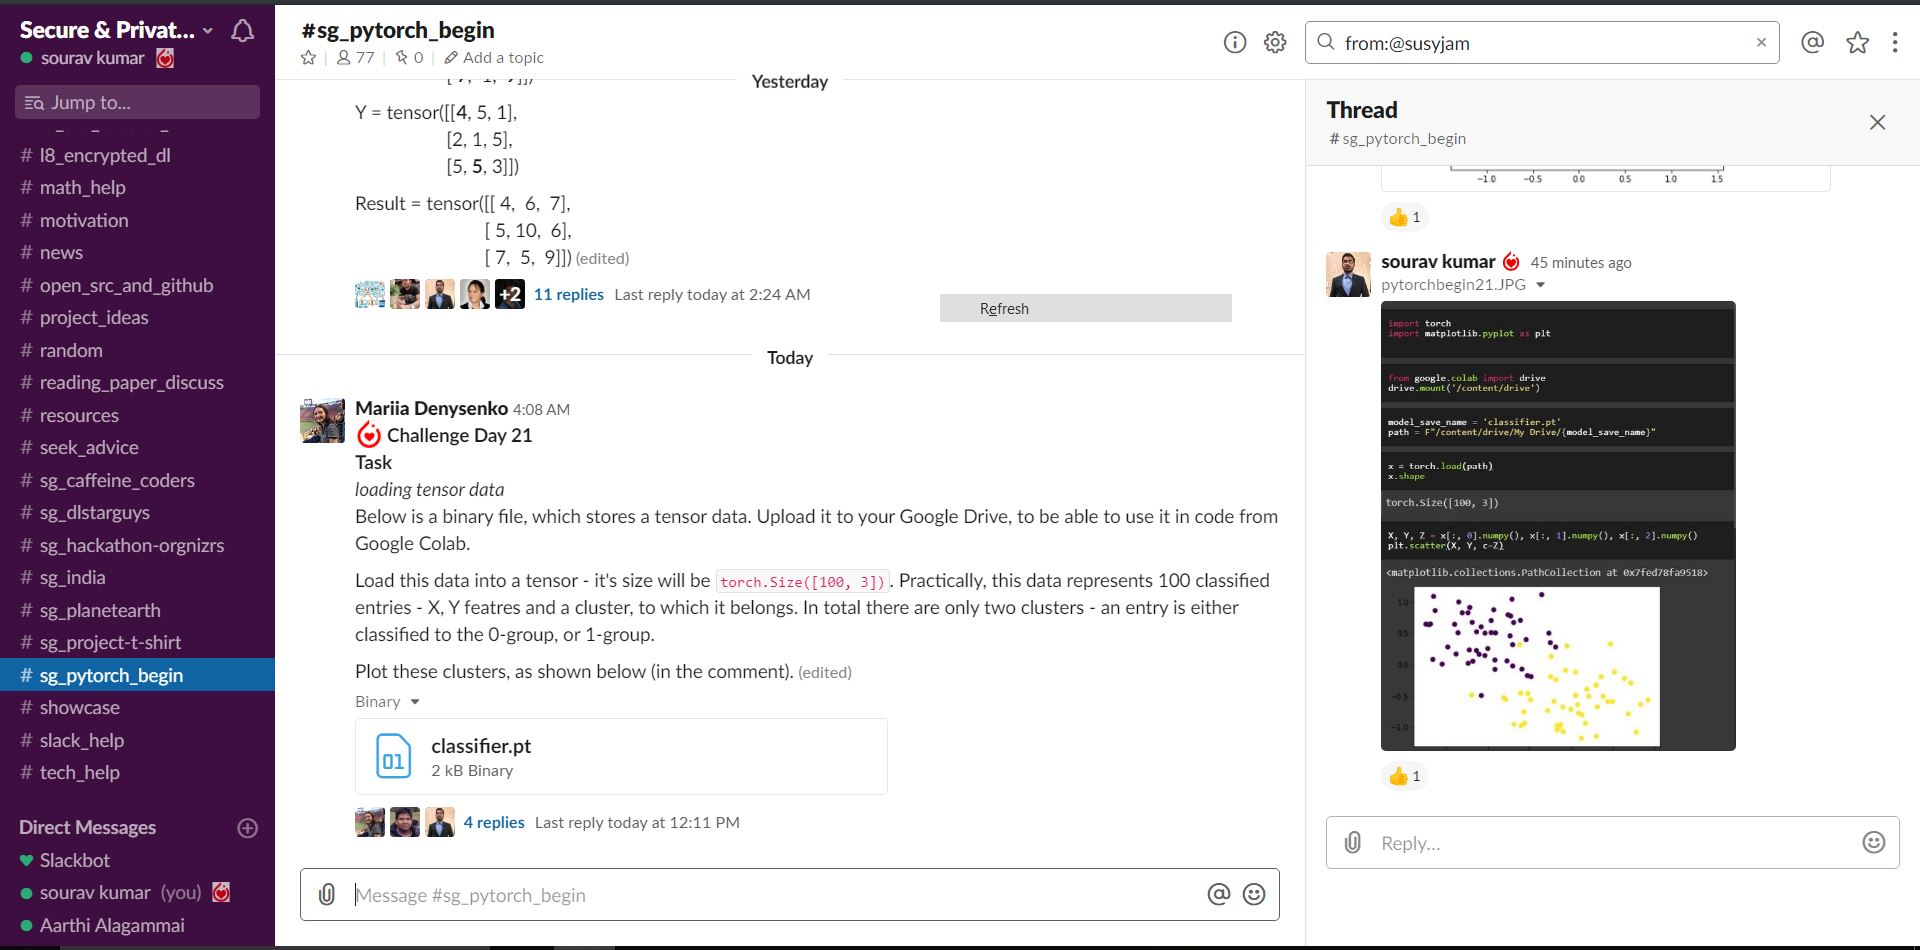 Secure & Privat...
sourav kumar
Jump to...
# l8_encrypted_dl
# math_help
# motivation
# news
# open_src_and_github
# project_ideas
# random
# reading_paper_discuss
# resources
# seek_advice
# sg_caffeine_coders
# sg_dlstarguys
# sg_hackathon-orgnizrs
# sg_india
# sg_planetearth
# sg_project-t-shirt
# sg_pytorch_begin
# showcase
# slack_help
# tech_help
Direct Messages
Slackbot
sourav kumar (you)
Aarthi Alagammai
#sg_pytorch_begin
77 | 0 | Add a topic
from:@susyjam
Yesterday
Y = tensor([[4, 5, 1],
[2, 1, 5],
[5, 5, 3]])
Result = tensor([[ 4, 6, 7],
[ 5, 10, 6],
[ 7, 5, 9]]) (edited)
+2 11 replies Last reply today at 2:24 AM
Refresh
Today
Mariia Denysenko 4:08 AM
Challenge Day 21
Task
loading tensor data
Below is a binary file, which stores a tensor data. Upload it to your Google Drive, to be able to use it in code from
Google Colab.
Load this data into a tensor - it's size will be torch.Size([100, 3]). Practically, this data represents 100 classified
entries - X, Y featres and a cluster, to which it belongs. In total there are only two clusters - an entry is either
classified to the 0-group, or 1-group.
Plot these clusters, as shown below (in the comment). (edited)
Binary
classifier.pt
2 kB Binary
01
4 replies Last reply today at 12:11 PM
Message #sg_pytorch_begin
Thread
# sg_pytorch_begin
-1.0 -0.5 0.0 0.5 1.0 1.5
1
sourav kumar 45 minutes ago
pytorchbegin21.JPG
import torch
import matplotlib.pyplot as plt
from google.colab import drive
drive.mount('/content/drive')
model_save_name = 'classifier.pt'
path = F"/content/drive/My Drive/{model_save_name}"
x = torch.load(path)
x.shape
torch.Size([100, 3])
X, Y, Z = x[:, 0].numpy(), x[:, 1].numpy(), x[:, 2].numpy()
plt.scatter(X, Y, c=Z)
<matplotlib.collections.PathCollection at 0x7fed78fa9518>
1.0
0.5
0.0
-0.5
-1.0
1
Reply...